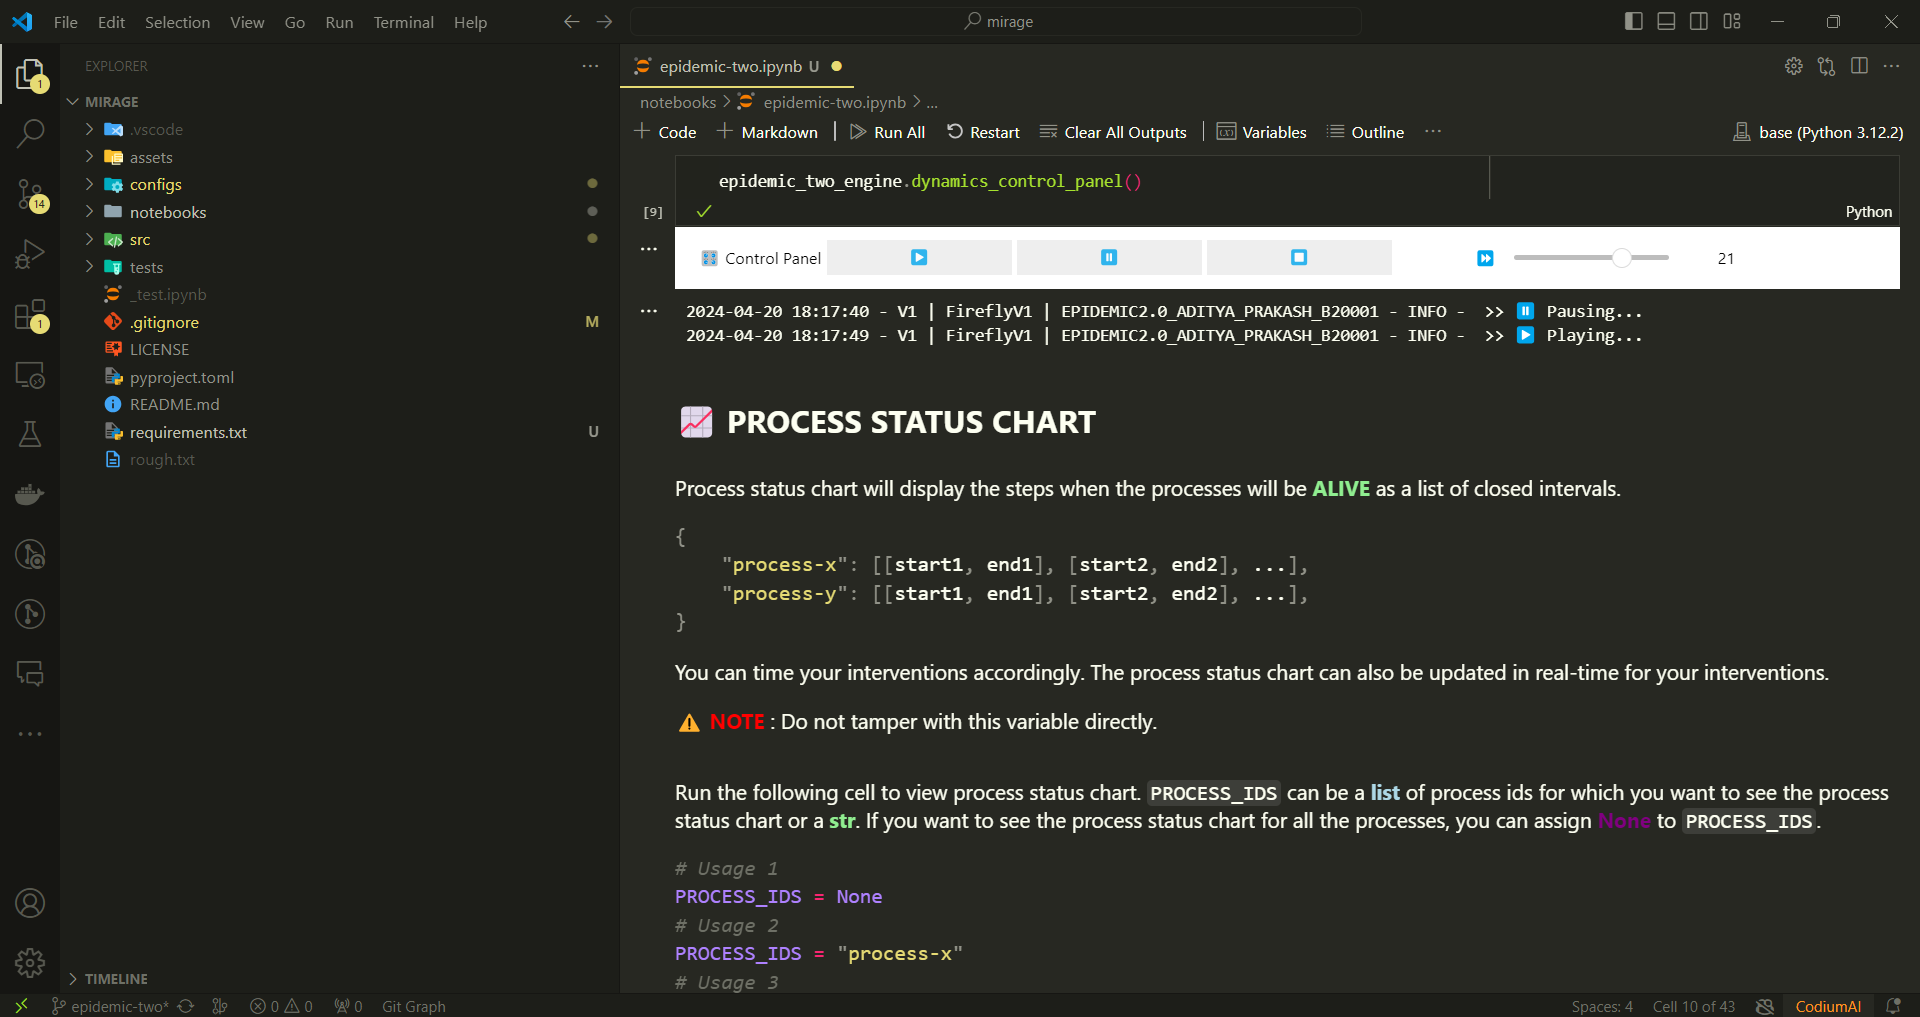 File Edit Selection View Go Run Terminal Help
mirage
EXPLORER
MIRAGE
.vscode
assets
configs
notebooks
src
tests
_test.ipynb
.gitignore M
LICENSE
pyproject.toml
README.md
requirements.txt U
rough.txt
TIMELINE
1
14
1
epidemic-two.ipynb U
notebooks > epidemic-two.ipynb > ...
Code Markdown Run All Restart Clear All Outputs Variables Outline
base (Python 3.12.2)
epidemic_two_engine.dynamics_control_panel()
[9]
Python
Control Panel 21
2024-04-20 18:17:40 - V1 | FireflyV1 | EPIDEMIC2.0_ADITYA_PRAKASH_B20001 - INFO - >> ⏸ Pausing...
2024-04-20 18:17:49 - V1 | FireflyV1 | EPIDEMIC2.0_ADITYA_PRAKASH_B20001 - INFO - >> ▶ Playing...
PROCESS STATUS CHART
Process status chart will display the steps when the processes will be ALIVE as a list of closed intervals.
{
"process-x": [[start1, end1], [start2, end2], ...],
"process-y": [[start1, end1], [start2, end2], ...],
}
You can time your interventions accordingly. The process status chart can also be updated in real-time for your interventions.
⚠ NOTE : Do not tamper with this variable directly.
Run the following cell to view process status chart. PROCESS_IDS can be a list of process ids for which you want to see the process
status chart or a str. If you want to see the process status chart for all the processes, you can assign None to PROCESS_IDS.
# Usage 1
PROCESS_IDS = None
# Usage 2
PROCESS_IDS = "process-x"
# Usage 3
epidemic-two* 0 0 0 Git Graph
Spaces: 4 Cell 10 of 43 CodiumAI